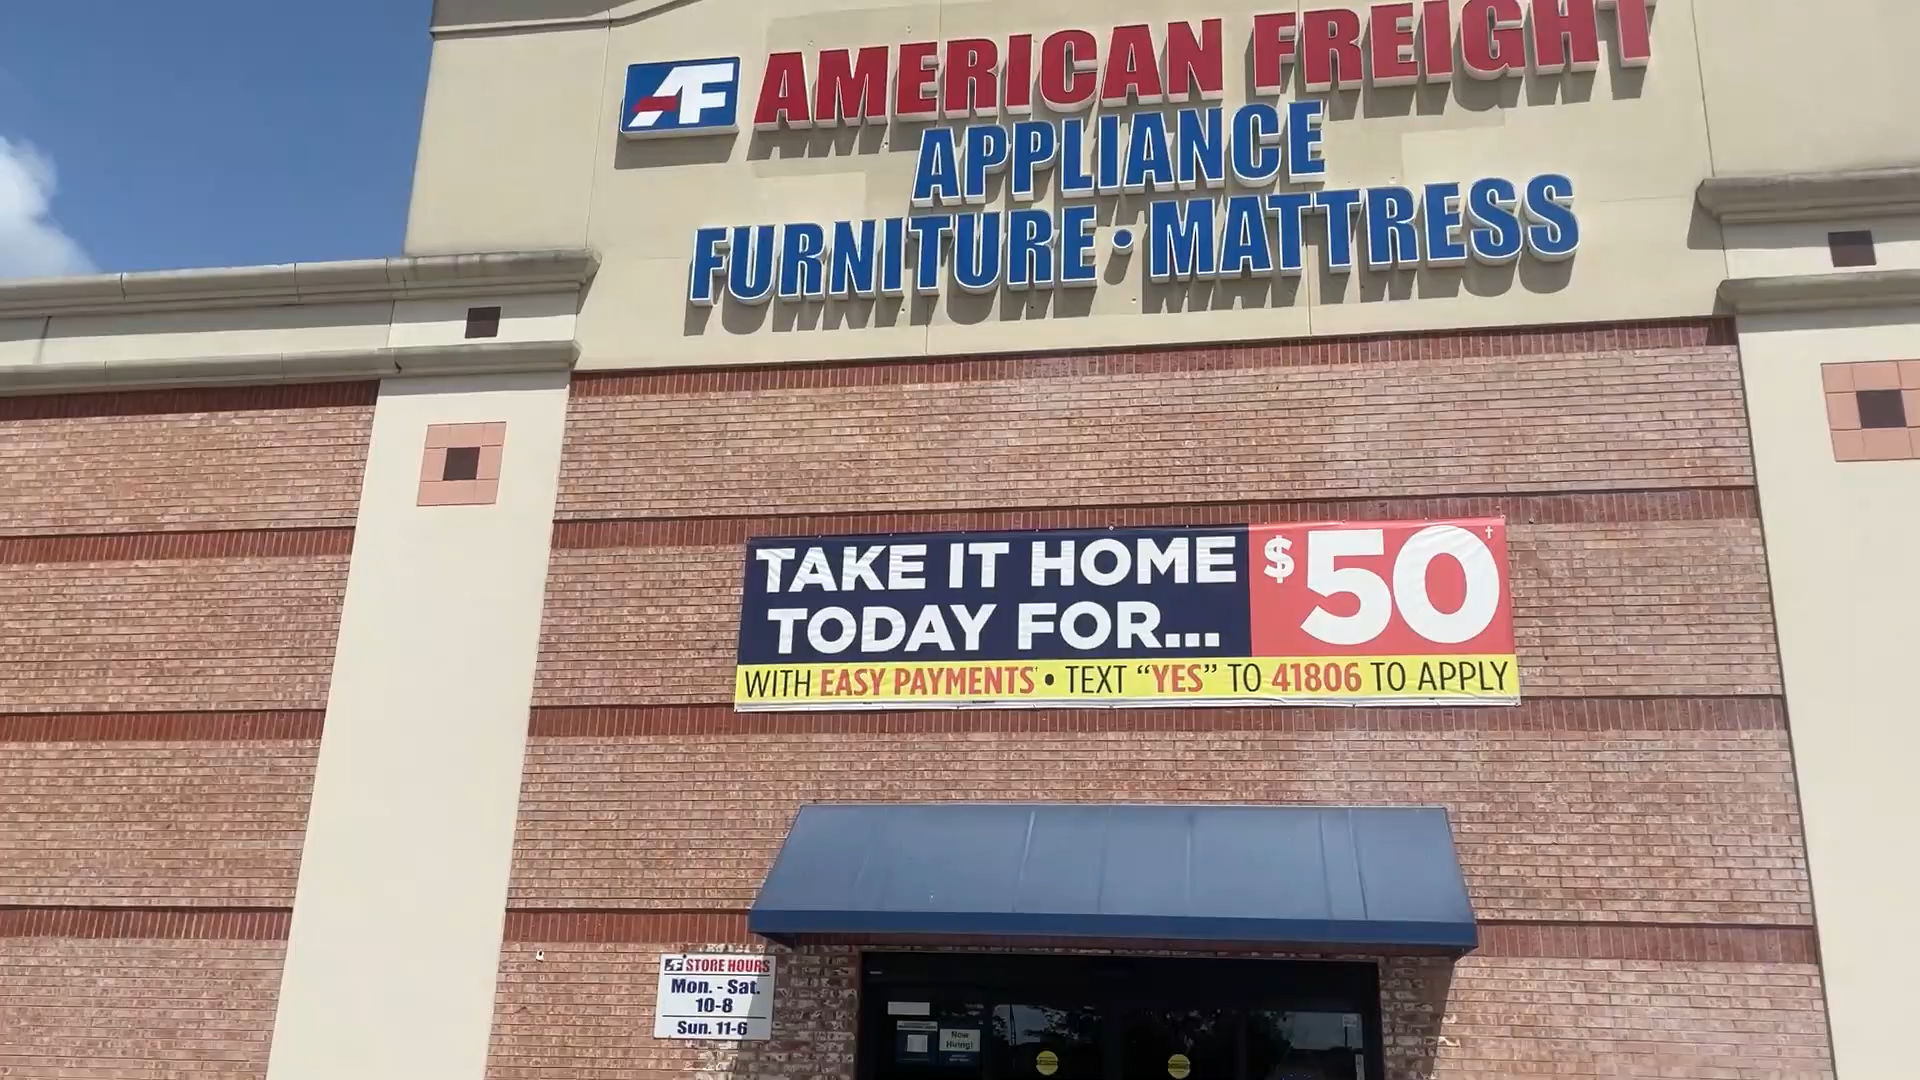 AF AMERICAN FREIGHT
APPLIANCE
FURNITURE • MATTRESS
TAKE IT HOME
TODAY FOR...
$50†
WITH EASY PAYMENTS† • TEXT “YES” TO 41806 TO APPLY
AF STORE HOURS
Mon. - Sat.
10-8
Sun. 11-6
Now
Hiring!